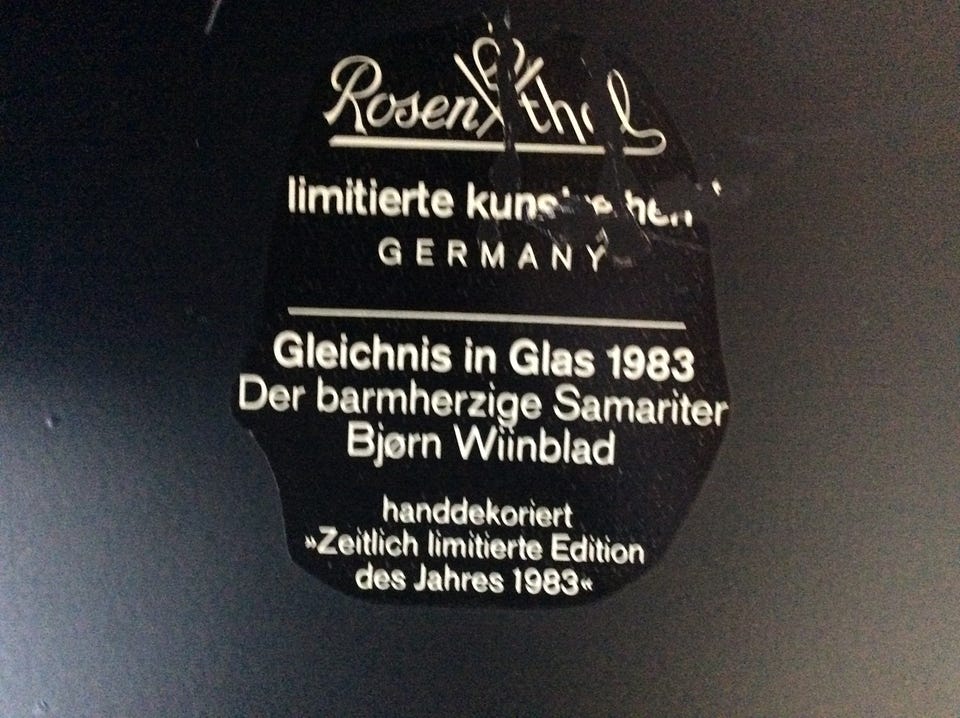 Rosenthal
limitierte kunstreihen
GERMANY
Gleichnis in Glas 1983
Der barmherzige Samariter
Bjørn Wiinblad
handdekoriert
»Zeitlich limitierte Edition
des Jahres 1983«